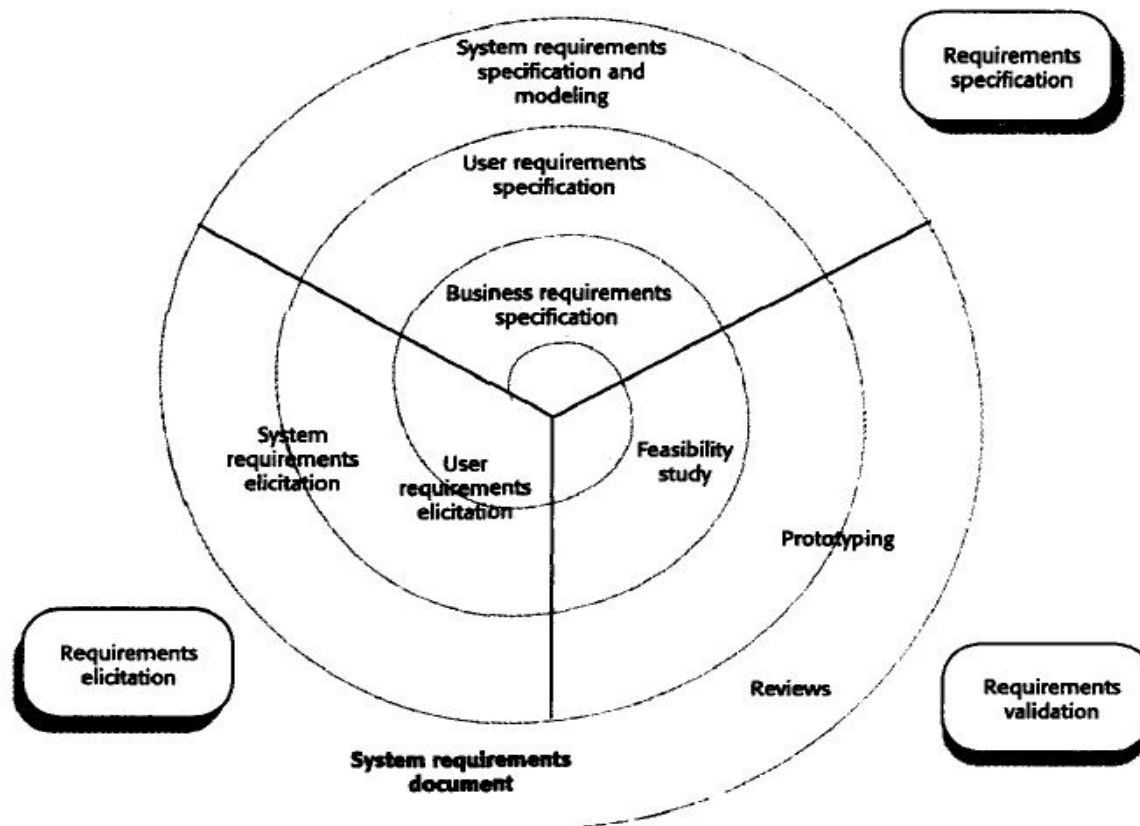 System requirements
specification and
modeling
Requirements
specification
User requirements
specification
Business requirements
specification
System
requirements
elicitation
User
requirements
elicitation
Feasibility
study
Prototyping
Requirements
elicitation
Reviews
Requirements
validation
System requirements
document